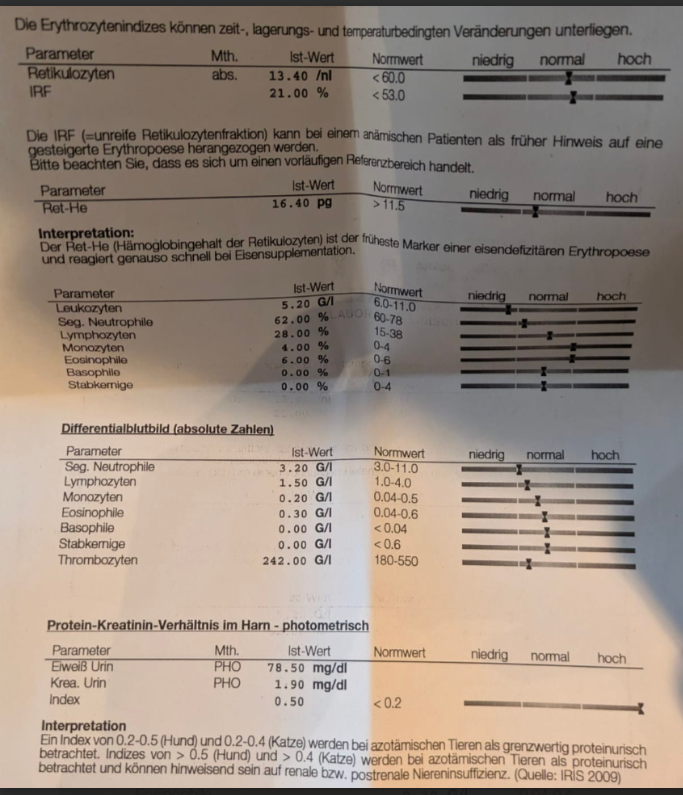 Die Erythrozytenindizes können zeit-, lagerungs- und temperaturbedingten Veränderungen unterliegen.
Parameter Mth. Ist-Wert Normwert niedrig normal hoch
Retikulozyten abs. 13.40 /nl <60.0
IRF 21.00 % <53.0
Die IRF (=unreife Retikulozytenfraktion) kann bei einem anämischen Patienten als früher Hinweis auf eine
gesteigerte Erythropoese herangezogen werden.
Bitte beachten Sie, dass es sich um einen vorläufigen Referenzbereich handelt.
Parameter Ist-Wert Normwert niedrig normal hoch
Ret-He 16.40 pg >11.5
Interpretation:
Der Ret-He (Hämoglobingehalt der Retikulozyten) ist der früheste Marker einer eisendefizitären Erythropoese
und reagiert genauso schnell bei Eisensupplementation.
Parameter Ist-Wert Normwert niedrig normal hoch
Leukozyten 5.20 G/l 6.0-11.0
Seg. Neutrophile 62.00 % 60-78
Lymphozyten 28.00 % 15-38
Monozyten 4.00 % 0-4
Eosinophile 6.00 % 0-6
Basophile 0.00 % 0-1
Stabkernige 0.00 % 0-4
Differentialblutbild (absolute Zahlen)
Parameter Ist-Wert Normwert niedrig normal hoch
Seg. Neutrophile 3.20 G/l 3.0-11.0
Lymphozyten 1.50 G/l 1.0-4.0
Monozyten 0.20 G/l 0.04-0.5
Eosinophile 0.30 G/l 0.04-0.6
Basophile 0.00 G/l <0.04
Stabkernige 0.00 G/l <0.6
Thrombozyten 242.00 G/l 180-550
Protein-Kreatinin-Verhältnis im Harn - photometrisch
Parameter Mth. Ist-Wert Normwert niedrig normal hoch
Eiweiß Urin PHO 78.50 mg/dl
Krea. Urin PHO 1.90 mg/dl
Index 0.50 <0.2
Interpretation
Ein Index von 0.2-0.5 (Hund) und 0.2-0.4 (Katze) werden bei azotämischen Tieren als grenzwertig proteinurisch
betrachtet. Indizes von > 0.5 (Hund) und > 0.4 (Katze) werden bei azotämischen Tieren als proteinurisch
betrachtet und können hinweisend sein auf renale bzw. postrenale Niereninsuffizienz. (Quelle: IRIS 2009)